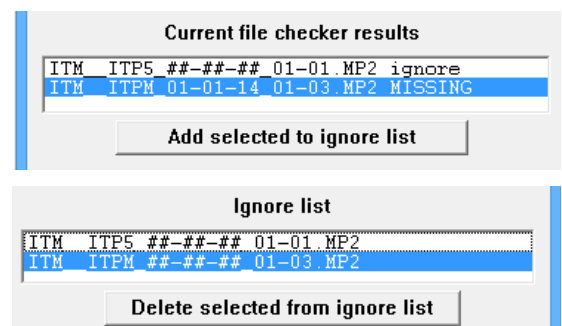 Current file checker results
ITM__ITP5_##-##-##_01-01.MP2 ignore
ITM__ITPM_01-01-14_01-03.MP2 MISSING
Add selected to ignore list
Ignore list
ITM__ITP5_##-##-##_01-01.MP2
ITM__ITPM_##-##-##_01-03.MP2
Delete selected from ignore list